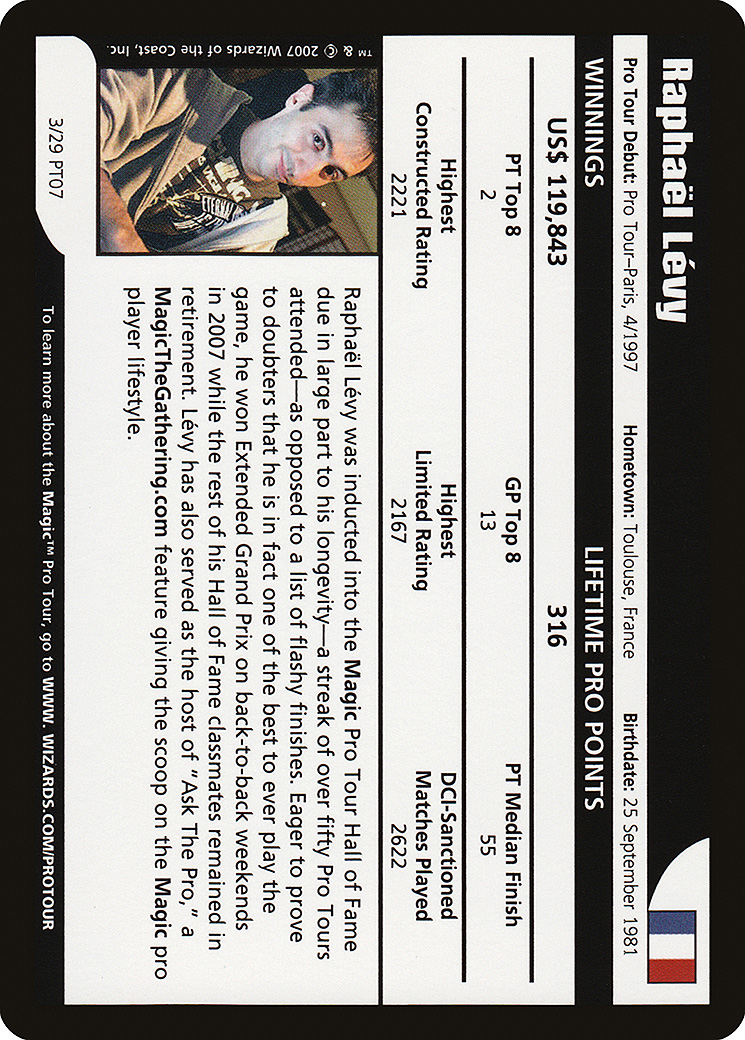 Raphaël Lévy
Pro Tour Debut: Pro Tour–Paris, 4/1997 Hometown: Toulouse, France Birthdate: 25 September 1981
WINNINGS LIFETIME PRO POINTS
US$ 119,843 316
PT Top 8 GP Top 8 PT Median Finish
2 13 55
Highest Highest DCI-Sanctioned
Constructed Rating Limited Rating Matches Played
2221 2167 2622
™ & © 2007 Wizards of the Coast, Inc.
ETERNAL
Raphaël Lévy was inducted into the Magic Pro Tour Hall of Fame
due in large part to his longevity—a streak of over fifty Pro Tours
attended—as opposed to a list of flashy finishes. Eager to prove
to doubters that he is in fact one of the best to ever play the
game, he won Extended Grand Prix on back-to-back weekends
in 2007 while the rest of his Hall of Fame classmates remained in
retirement. Lévy has also served as the host of "Ask The Pro," a
MagicTheGathering.com feature giving the scoop on the Magic pro
player lifestyle.
3/29 PT07
To learn more about the Magic™ Pro Tour, go to WWW. WIZARDS.COM/PROTOUR